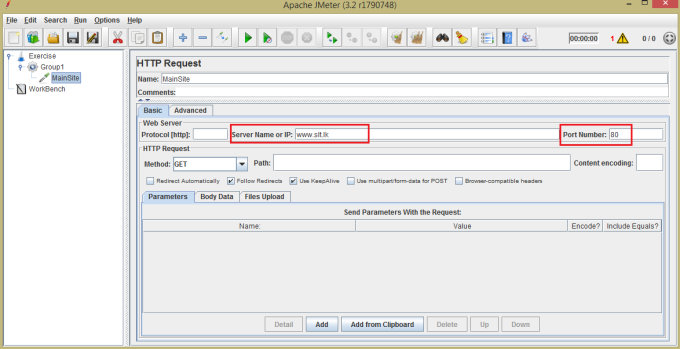 Apache JMeter (3.2 r1790748)
File Edit Search Run Options Help
00:00:00 1 0 / 0
Exercise
Group1
MainSite
WorkBench
HTTP Request
Name: MainSite
Comments:
Basic Advanced
Web Server
Protocol [http]: Server Name or IP: www.slt.lk Port Number: 80
HTTP Request
Method: GET Path: Content encoding:
Redirect Automatically Follow Redirects Use KeepAlive Use multipart/form-data for POST Browser-compatible headers
Parameters Body Data Files Upload
Send Parameters With the Request:
Name: Value Encode? Include Equals?
Detail Add Add from Clipboard Delete Up Down